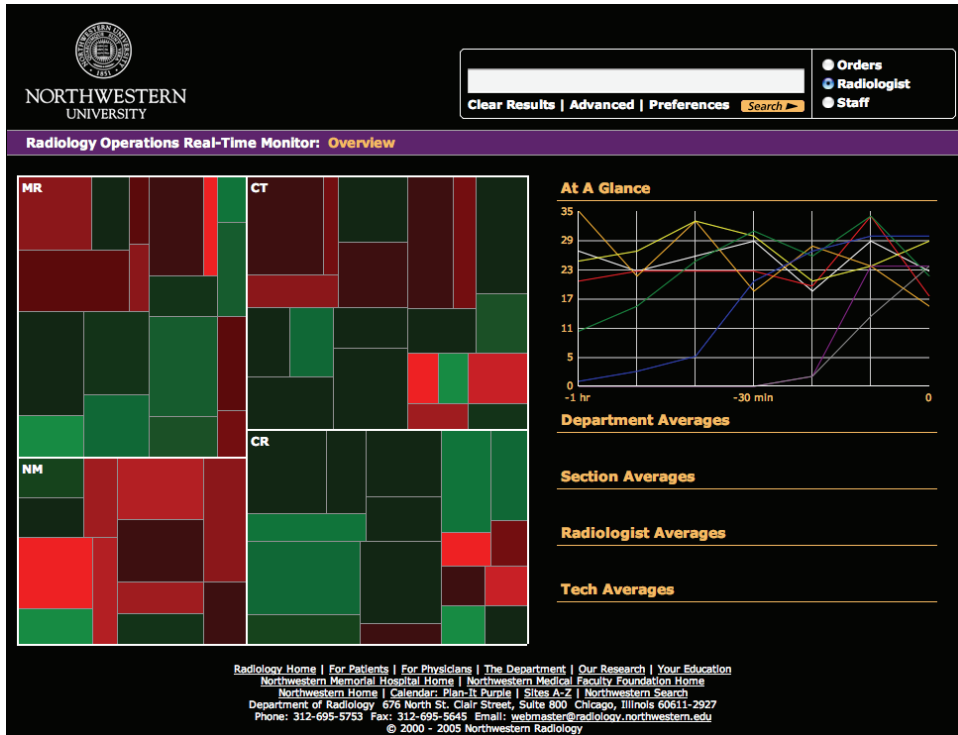 NORTHWESTERN UNIVERSITY
1851
NORTHWESTERN
UNIVERSITY
Clear Results | Advanced | Preferences Search
Orders
Radiologist
Staff
Radiology Operations Real-Time Monitor: Overview
MR
CT
NM
CR
At A Glance
35
29
23
17
11
5
0
-1 hr -30 min 0
Department Averages
Section Averages
Radiologist Averages
Tech Averages
Radiology Home | For Patients | For Physicians | The Department | Our Research | Your Education
Northwestern Memorial Hospital Home | Northwestern Medical Faculty Foundation Home
Northwestern Home | Calendar: Plan-It Purple | Sites A-Z | Northwestern Search
Department of Radiology 676 North St. Clair Street, Suite 800 Chicago, Illinois 60611-2927
Phone: 312-695-5753 Fax: 312-695-5645 Email: webmaster@radiology.northwestern.edu
© 2000 - 2005 Northwestern Radiology